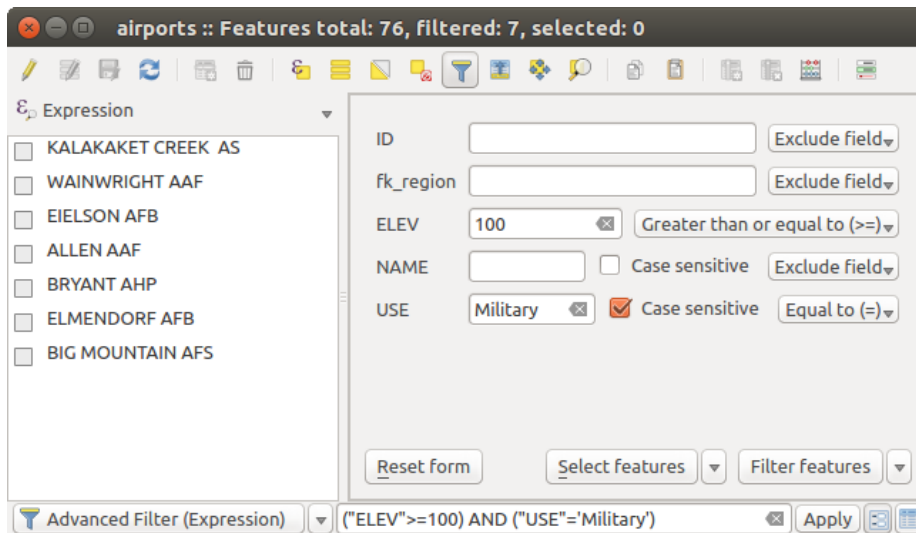 airports :: Features total: 76, filtered: 7, selected: 0
Expression
KALAKAKET CREEK AS
WAINWRIGHT AAF
EIELSON AFB
ALLEN AAF
BRYANT AHP
ELMENDORF AFB
BIG MOUNTAIN AFS
ID Exclude field
fk_region Exclude field
ELEV 100 Greater than or equal to (>=)
NAME Case sensitive Exclude field
USE Military Case sensitive Equal to (=)
Reset form Select features Filter features
Advanced Filter (Expression) ("ELEV">=100) AND ("USE"='Military') Apply